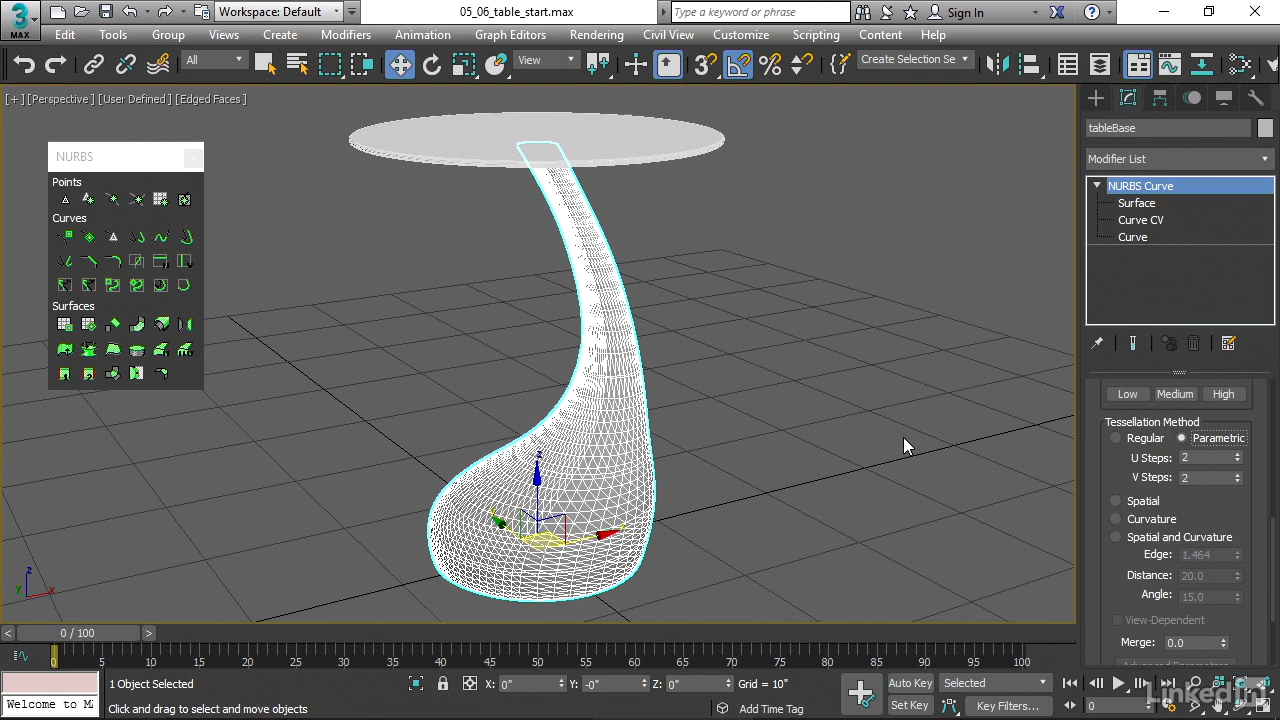 3 Workspace: Default 05_06_table_start.max Type a keyword or phrase Sign In
MAX Edit Tools Group Views Create Modifiers Animation Graph Editors Rendering Civil View Customize Scripting Content Help
All View 3 Create Selection Se
[+] [Perspective] [User Defined] [Edged Faces]
tableBase
NURBS x
Modifier List
Points
NURBS Curve
Surface
Curves
Curve CV
Curve
Surfaces
Low Medium High
Tessellation Method
Regular Parametric
U Steps: 2
V Steps: 2
Spatial
Curvature
Spatial and Curvature
Edge: 1.464
Distance: 20.0
Angle: 15.0
View-Dependent
Merge: 0.0
Advanced Parameters
z
y x
z
y x
< 0 / 100 >
0 5 10 15 20 25 30 35 40 45 50 55 60 65 70 75 80 85 90 95 100
1 Object Selected X: 0" Y: -0" Z: 0" Grid = 10" Auto Key Selected
Welcome to MA Click and drag to select and move objects Add Time Tag Set Key Key Filters... 0
LinkedIn